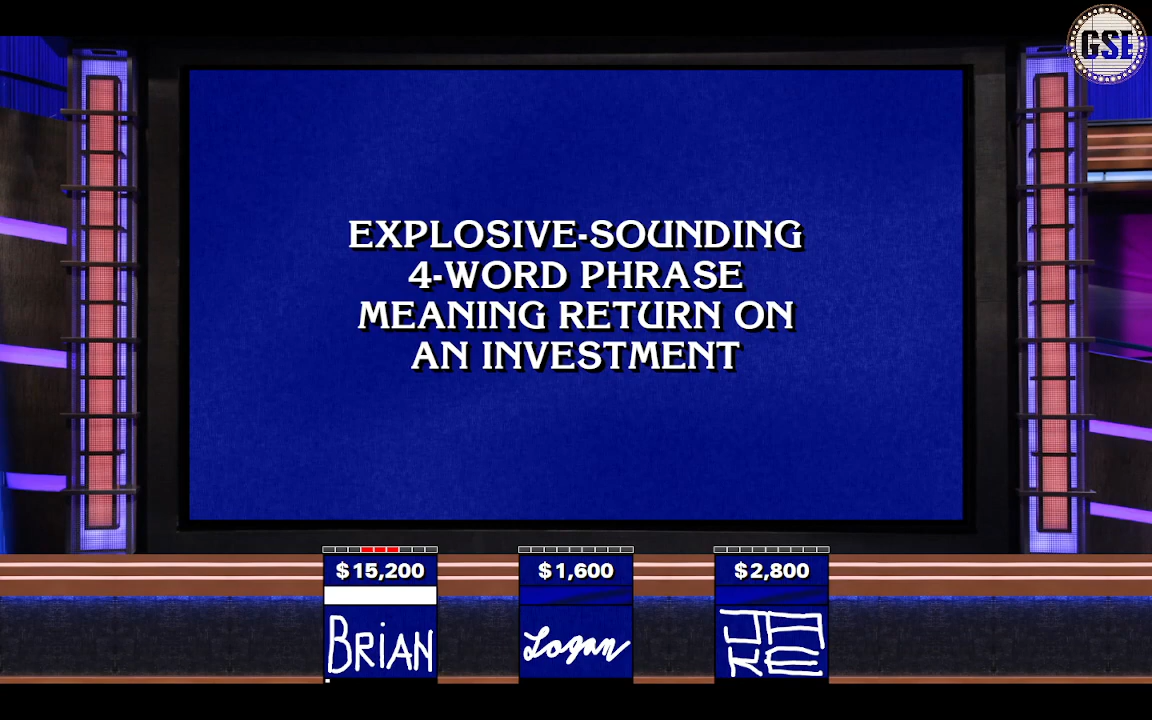 GSE
EXPLOSIVE-SOUNDING
4-WORD PHRASE
MEANING RETURN ON
AN INVESTMENT
$15,200
$1,600
$2,800
BRIAN
Logan